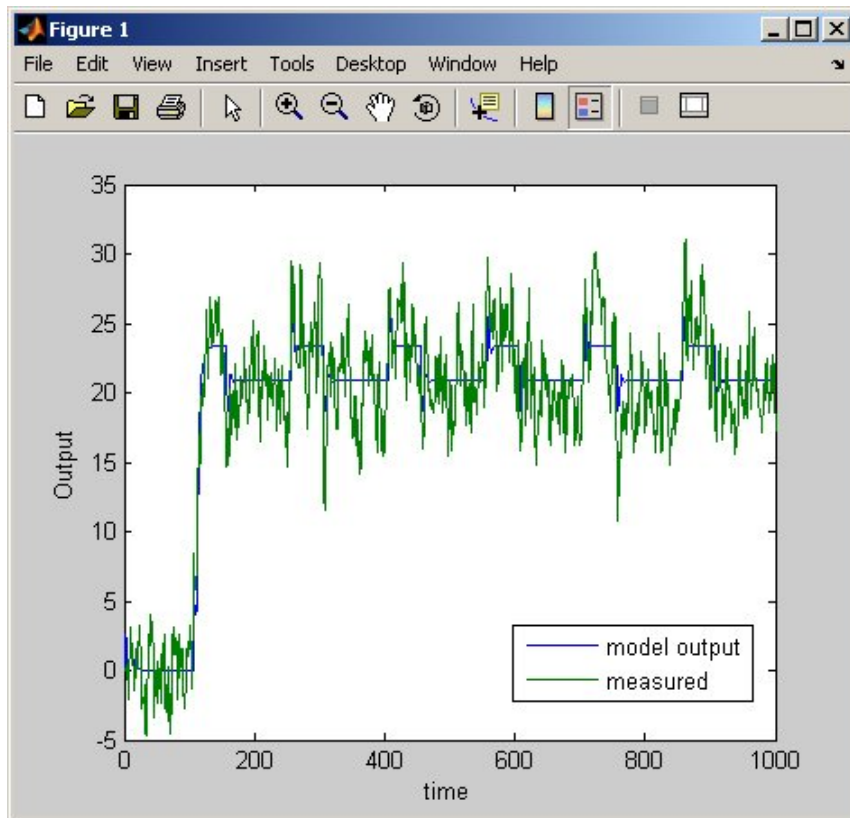 Figure 1
File Edit View Insert Tools Desktop Window Help
35
30
25
20
15
10
5
0
-5
Output
model output
measured
0 200 400 600 800 1000
time